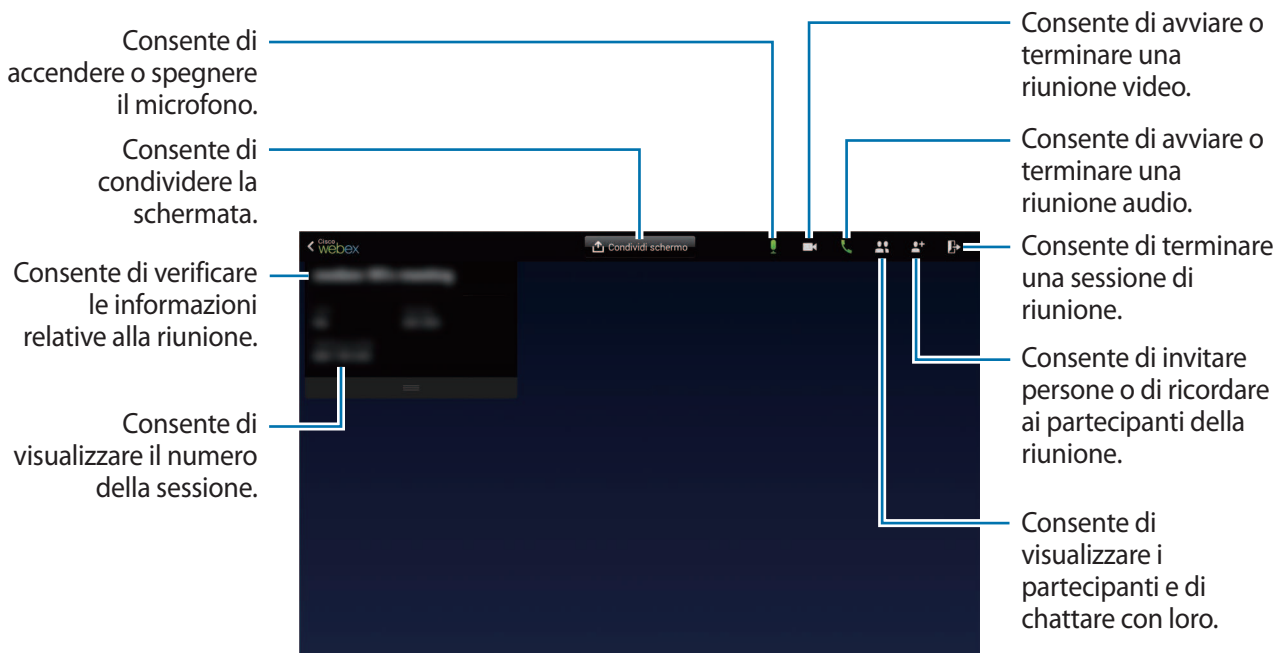 Consente di
accendere o spegnere
il microfono.
Consente di
condividere la
schermata.
Consente di verificare
le informazioni
relative alla riunione.
Consente di
visualizzare il numero
della sessione.
Cisco
webex
Condividi schermo
Consente di avviare o
terminare una
riunione video.
Consente di avviare o
terminare una
riunione audio.
Consente di terminare
una sessione di
riunione.
Consente di invitare
persone o di ricordare
ai partecipanti della
riunione.
Consente di
visualizzare i
partecipanti e di
chattare con loro.